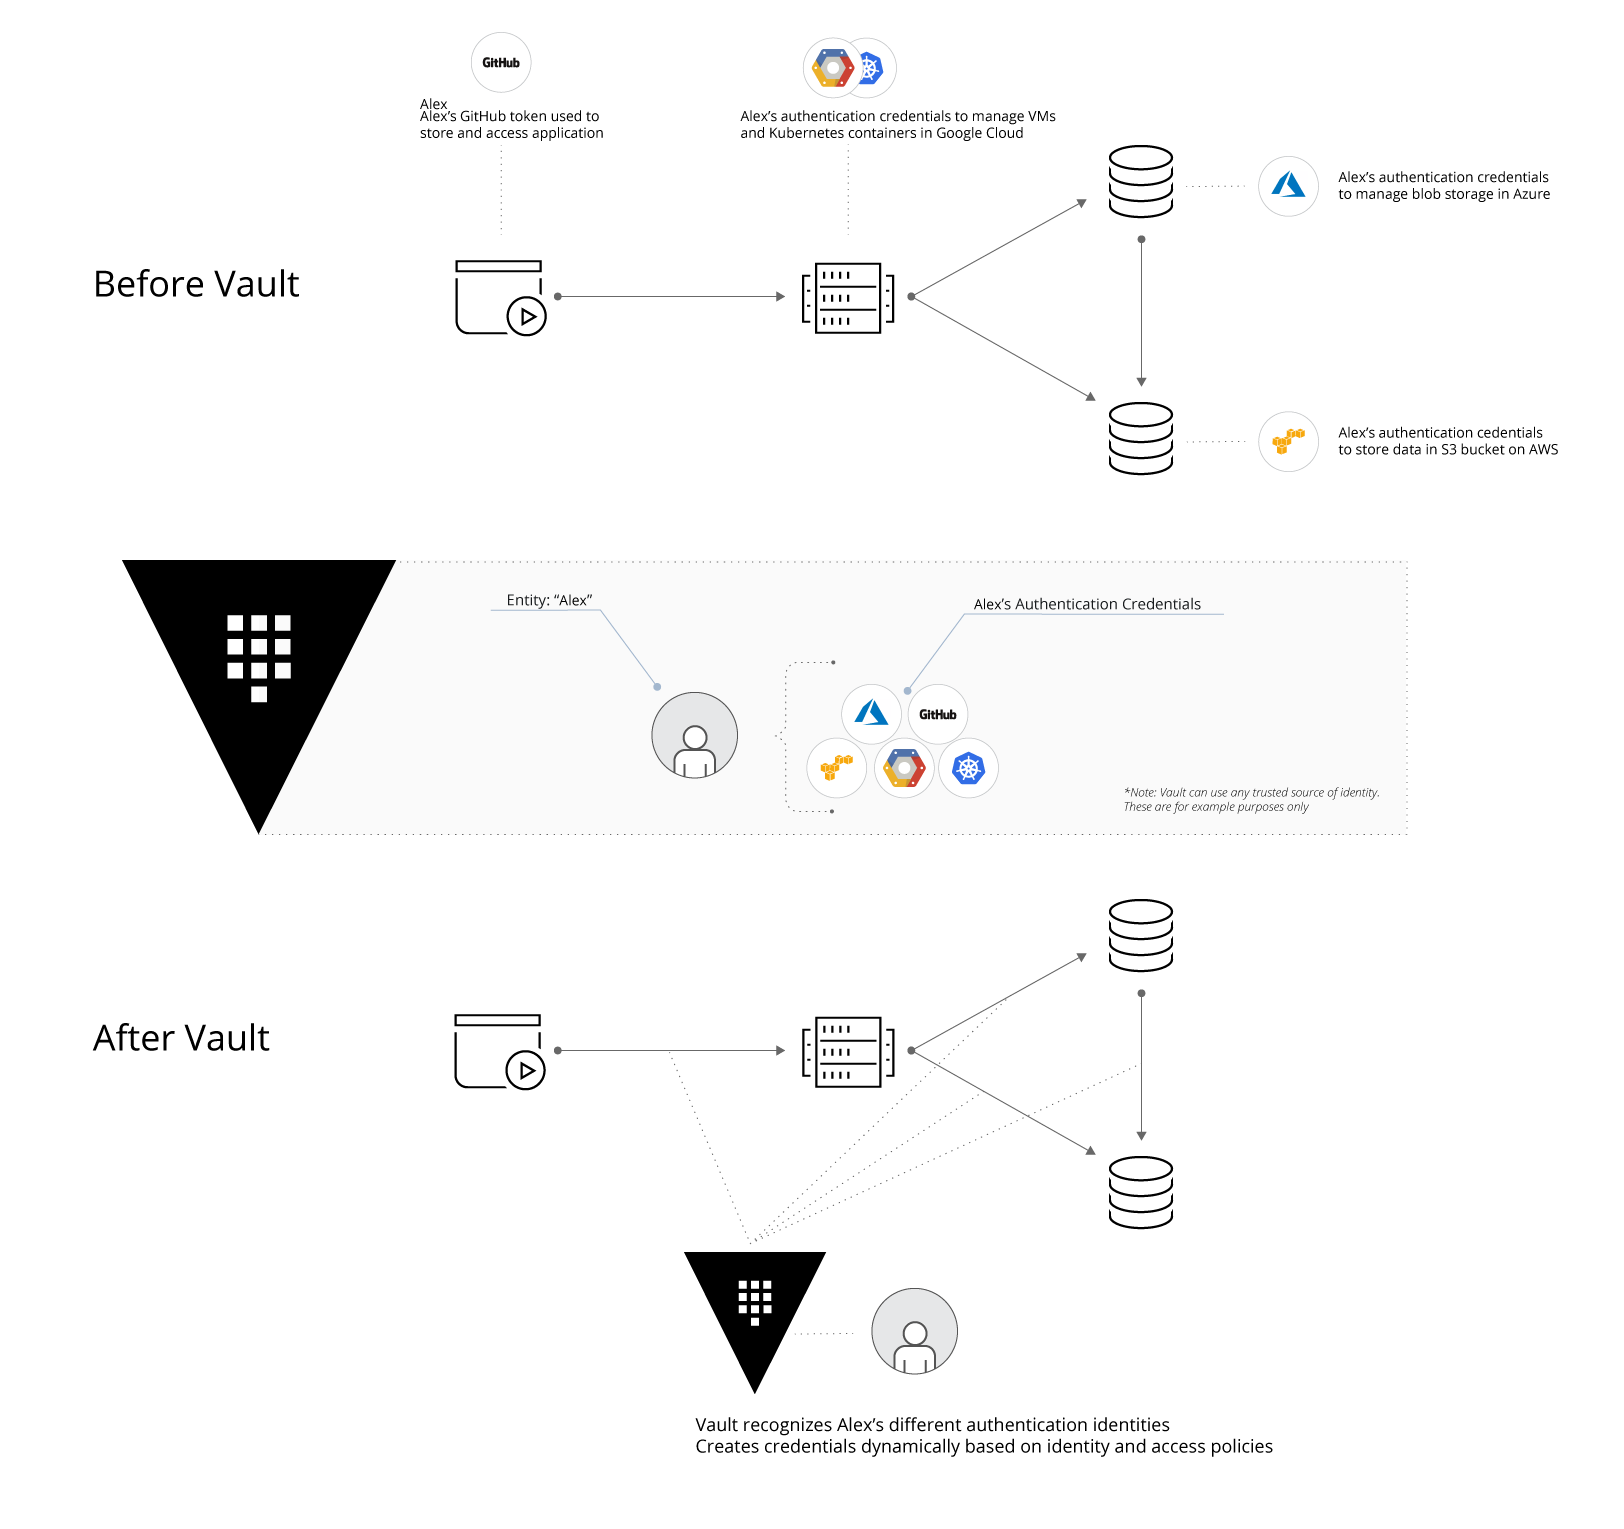 GitHub
Alex
Alex's GitHub token used to
store and access application
Alex's authentication credentials to manage VMs
and Kubernetes containers in Google Cloud
Alex's authentication credentials
to manage blob storage in Azure
Before Vault
Alex's authentication cedentials
to store data in S3 bucket on AWS
Entity: “Alex”
Alex's Authentication Credentials
GitHub
*Note: Vault can use any trusted source of identity.
These are for example purposes only
After Vault
Vault recognizes Alex's different authentication identities
Creates credentials dynamically based on identity and access policies